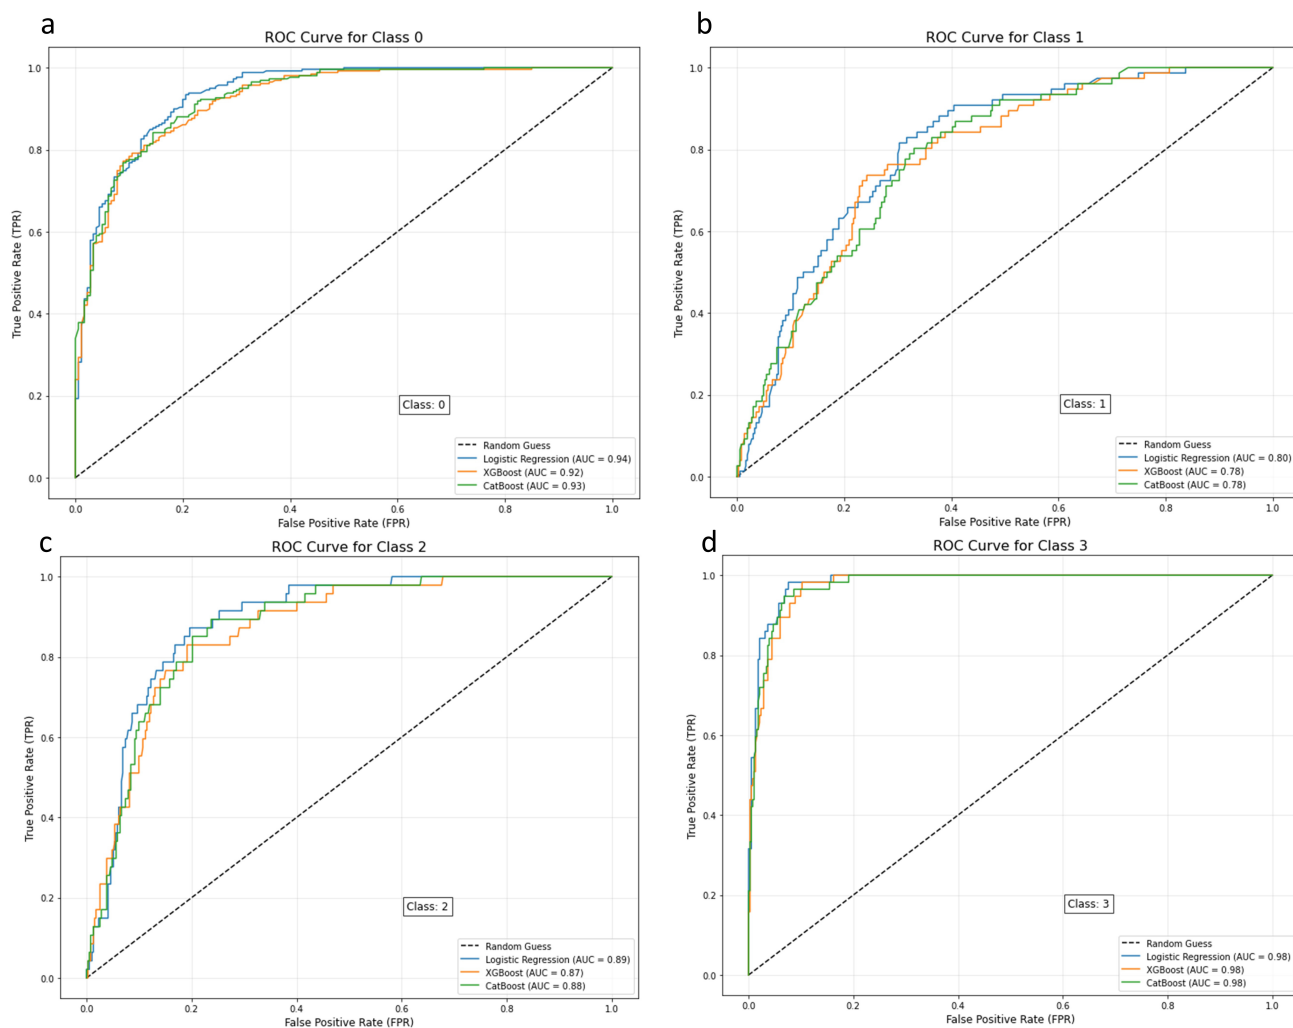 a
ROC Curve for Class 0
True Positive Rate (TPR)
1.0
0.8
0.6
0.4
0.2
0.0
Class: 0
Random Guess
Logistic Regression (AUC = 0.94)
XGBoost (AUC = 0.92)
CatBoost (AUC = 0.93)
0.0 0.2 0.4 0.6 0.8 1.0
False Positive Rate (FPR)
b
ROC Curve for Class 1
True Positive Rate (TPR)
1.0
0.8
0.6
0.4
0.2
0.0
Class: 1
Random Guess
Logistic Regression (AUC = 0.80)
XGBoost (AUC = 0.78)
CatBoost (AUC = 0.78)
0.0 0.2 0.4 0.6 0.8 1.0
False Positive Rate (FPR)
c
ROC Curve for Class 2
True Positive Rate (TPR)
1.0
0.8
0.6
0.4
0.2
0.0
Class: 2
Random Guess
Logistic Regression (AUC = 0.89)
XGBoost (AUC = 0.87)
CatBoost (AUC = 0.88)
0.0 0.2 0.4 0.6 0.8 1.0
False Positive Rate (FPR)
d
ROC Curve for Class 3
True Positive Rate (TPR)
1.0
0.8
0.6
0.4
0.2
0.0
Class: 3
Random Guess
Logistic Regression (AUC = 0.98)
XGBoost (AUC = 0.98)
CatBoost (AUC = 0.98)
0.0 0.2 0.4 0.6 0.8 1.0
False Positive Rate (FPR)